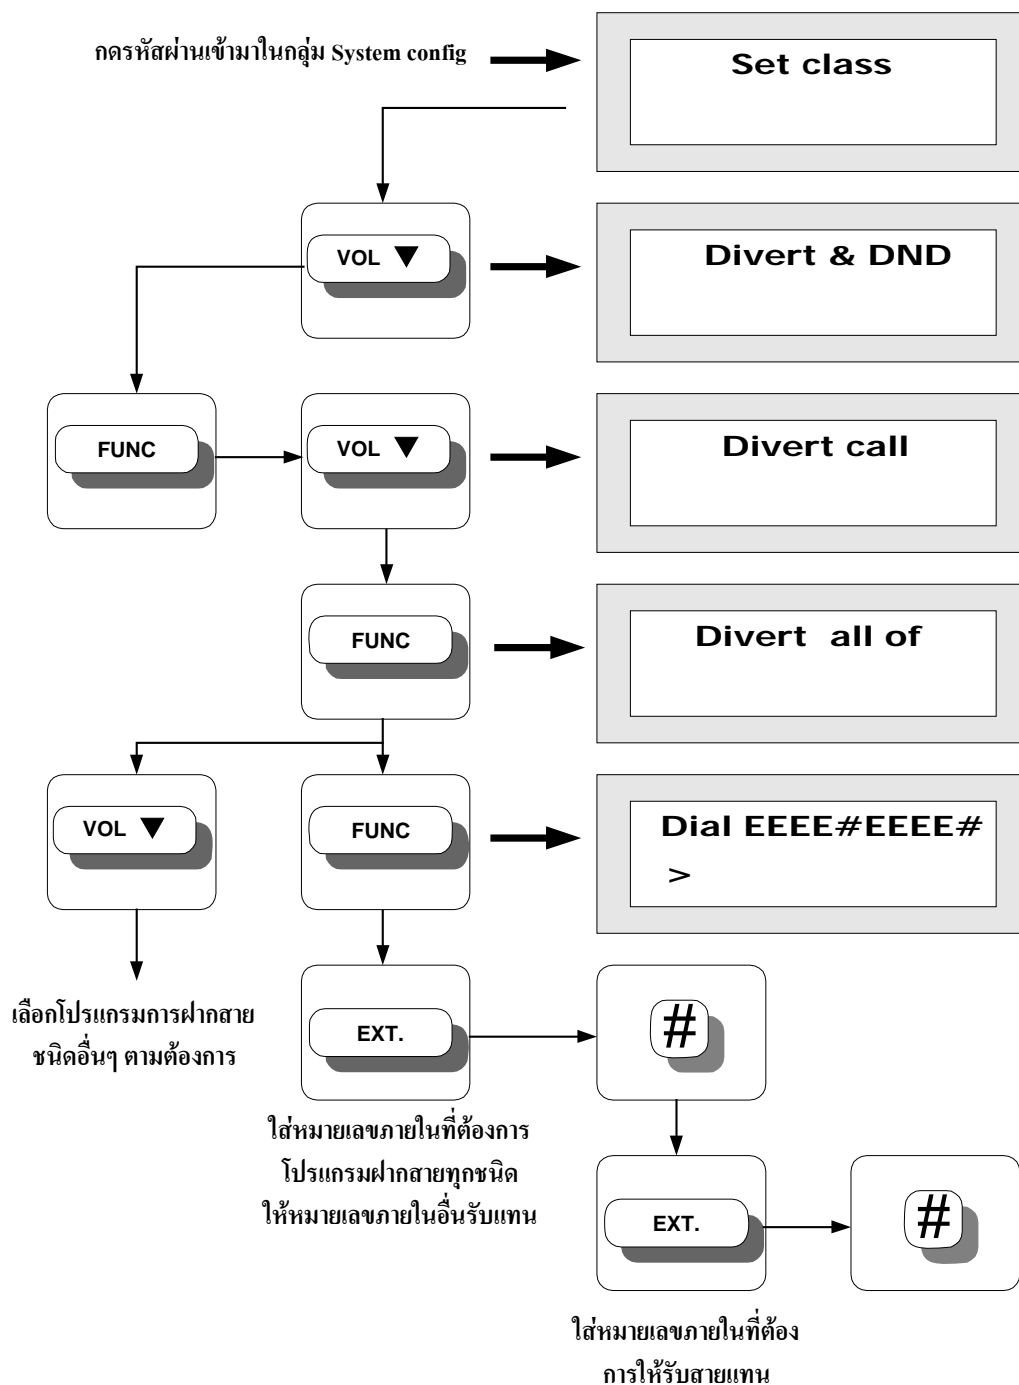 กดรหัสผ่านเข้ามาในกลุ่ม System config
Set class
VOL ▼
Divert & DND
FUNC
VOL ▼
Divert call
FUNC
Divert all of
VOL ▼
FUNC
Dial EEEE#EEEE#
>
เลือกโปรแกรมการฝากสาย
ชนิดอื่นๆ ตามต้องการ
EXT.
#
ใส่หมายเลขภายในที่ต้องการ
โปรแกรมฝากสายทุกชนิด
ให้หมายเลขภายในอื่นรับแทน
EXT.
#
ใส่หมายเลขภายในที่ต้อง
การให้รับสายแทน